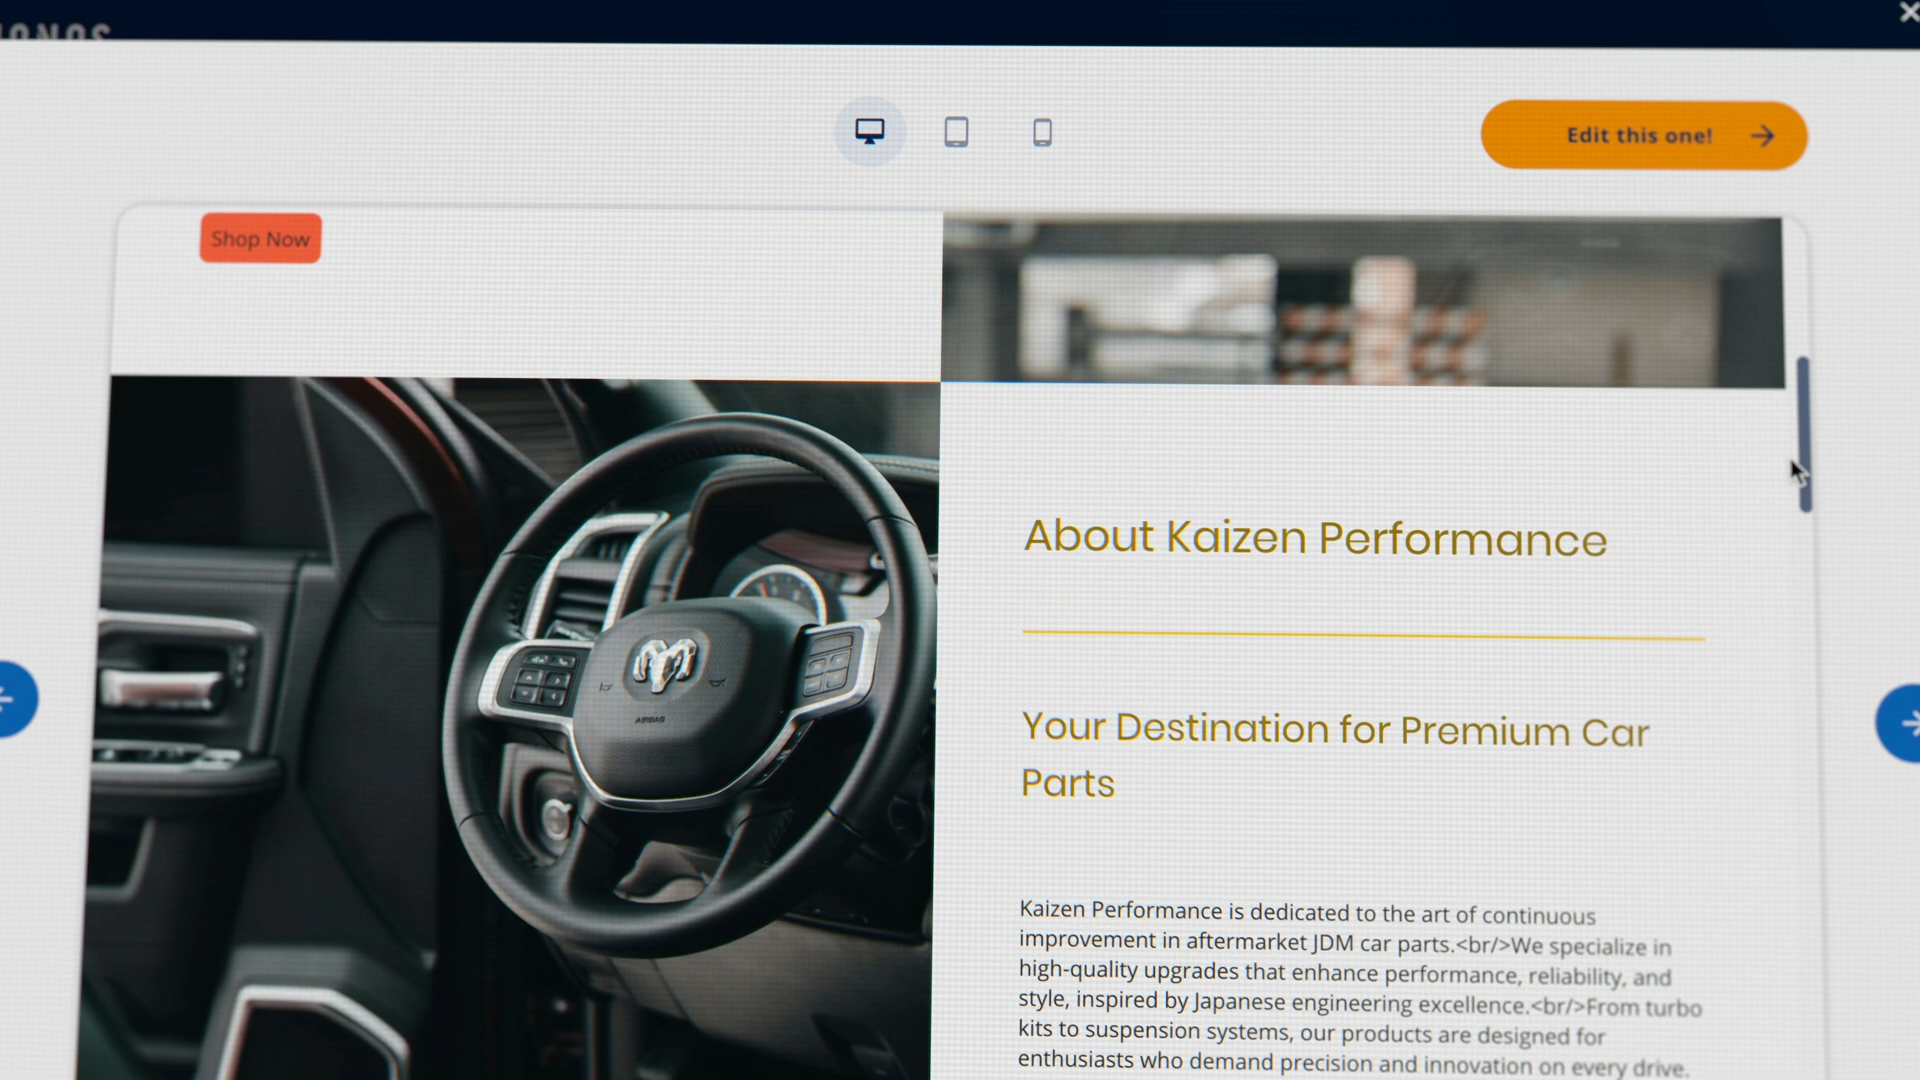 IONOS
Edit this one!
Shop Now
About Kaizen Performance
Your Destination for Premium Car
Parts
AIRBAG
Kaizen Performance is dedicated to the art of continuous
improvement in aftermarket JDM car parts.<br/>We specialize in
high-quality upgrades that enhance performance, reliability, and
style, inspired by Japanese engineering excellence.<br/>From turbo
kits to suspension systems, our products are designed for
enthusiasts who demand precision and innovation on every drive.